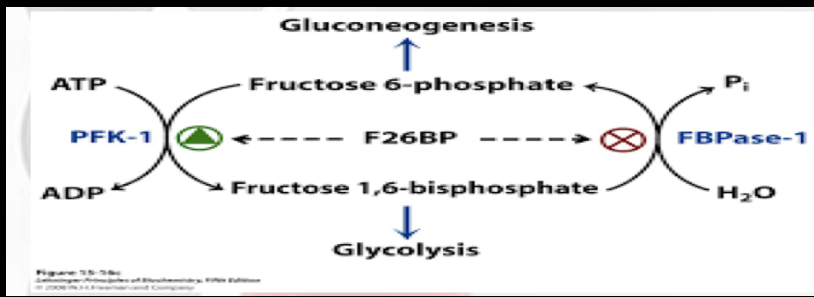 Gluconeogenesis
ATP
Fructose 6-phosphate
Pi
PFK-1
F26BP
FBPase-1
ADP
Fructose 1,6-bisphosphate
H2O
Glycolysis
Figure 15-16c
Lehninger Principles of Biochemistry, Fifth Edition
© 2008 W.H. Freeman and Company